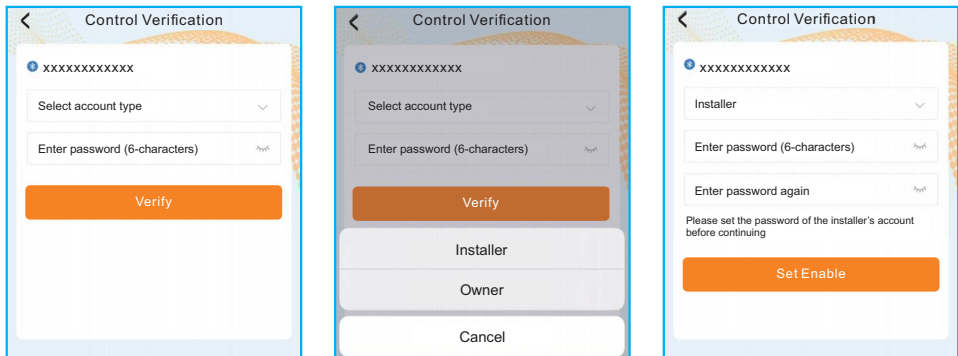 Control Verification
xxxxxxxxxxxx
Select account type
Enter password (6-characters)
Verify
Control Verification
xxxxxxxxxxxx
Select account type
Enter password (6-characters)
Verify
Installer
Owner
Cancel
Control Verification
xxxxxxxxxxxx
Installer
Enter password (6-characters)
Enter password again
Please set the password of the installer's account
before continuing
Set Enable